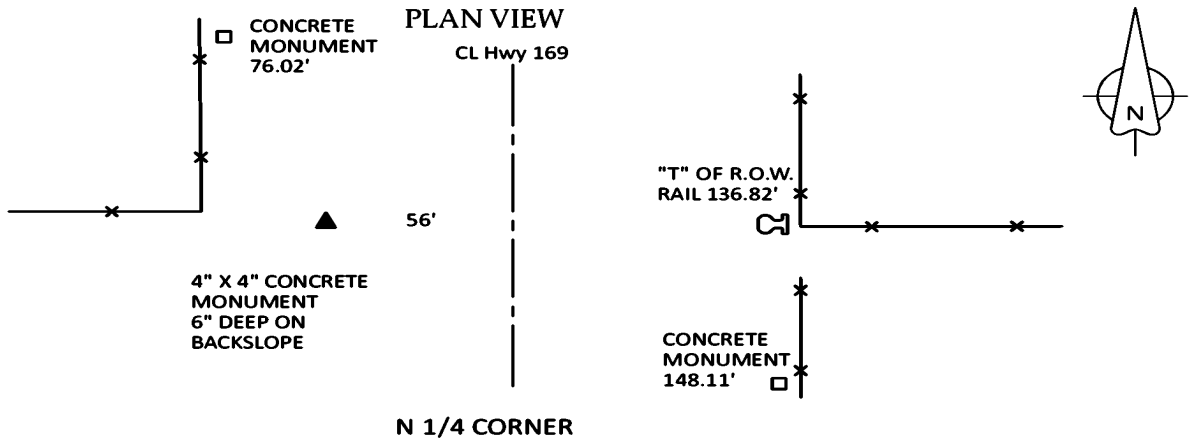 PLAN VIEW
CONCRETE
MONUMENT
76.02'
CL Hwy 169
N
"T" OF R.O.W.
RAIL 136.82'
56'
4" X 4" CONCRETE
MONUMENT
6" DEEP ON
BACKSLOPE
CONCRETE
MONUMENT
148.11'
N 1/4 CORNER